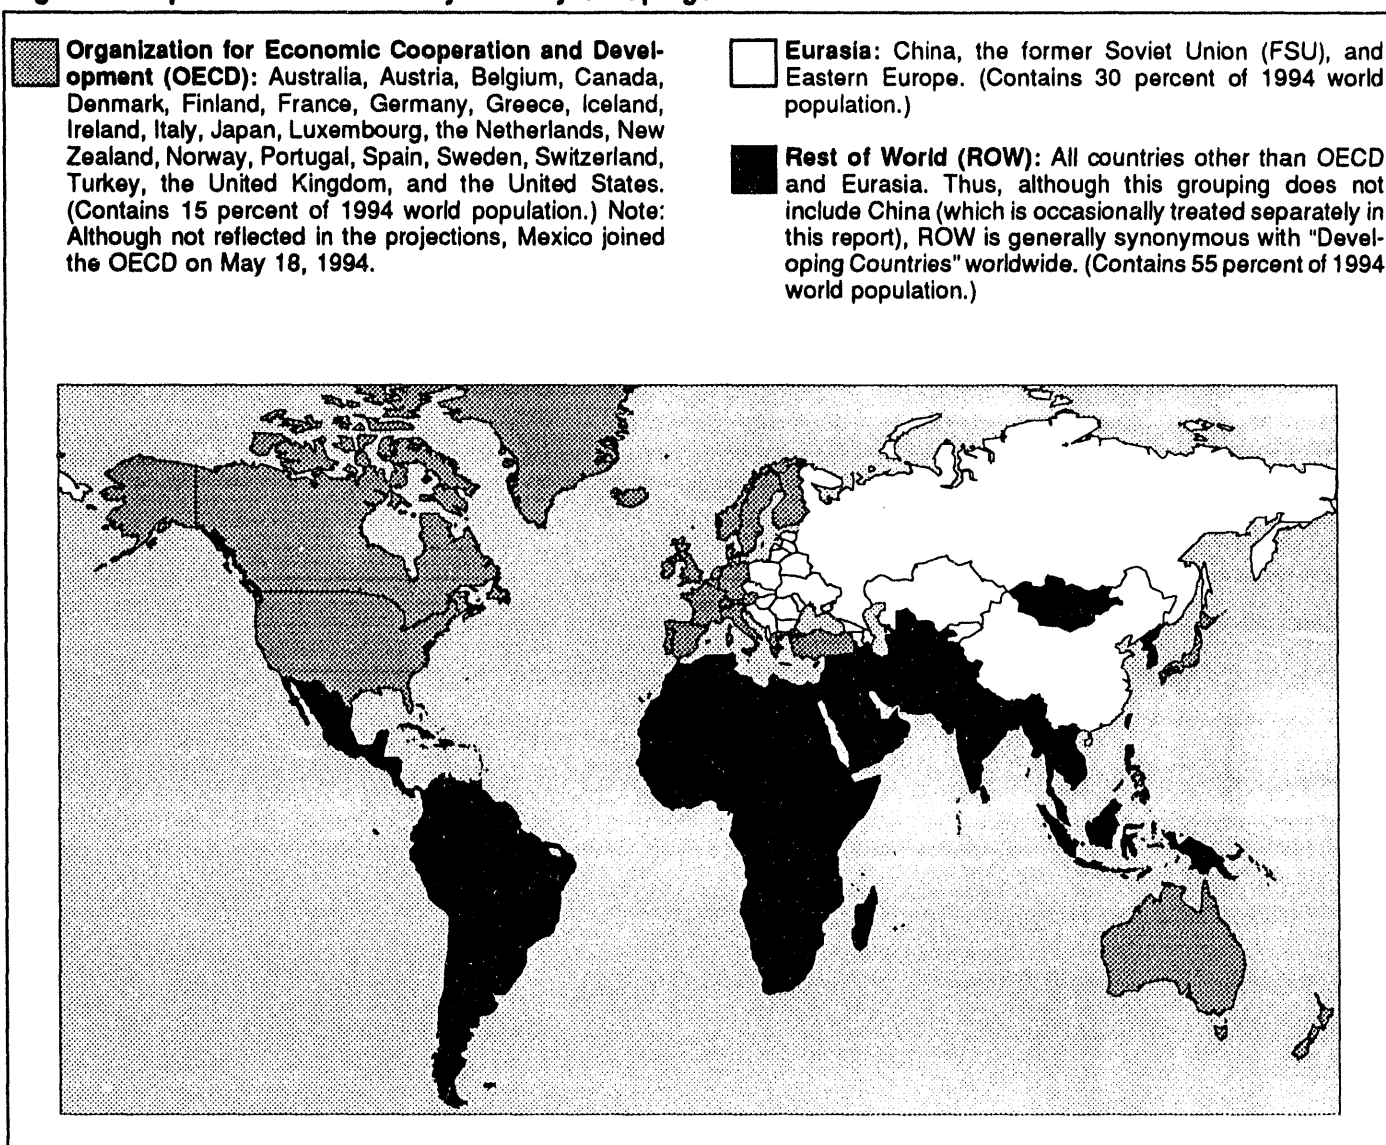 Organization for Economic Cooperation and Devel-
opment (OECD): Australia, Austria, Belgium, Canada,
Denmark, Finland, France, Germany, Greece, Iceland,
Ireland, Italy, Japan, Luxembourg, the Netherlands, New
Zealand, Norway, Portugal, Spain, Sweden, Switzerland,
Turkey, the United Kingdom, and the United States.
(Contains 15 percent of 1994 world population.) Note:
Although not reflected in the projections, Mexico joined
the OECD on May 18, 1994.
Eurasia: China, the former Soviet Union (FSU), and
Eastern Europe. (Contains 30 percent of 1994 world
population.)
Rest of World (ROW): All countries other than OECD
and Eurasia. Thus, although this grouping does not
include China (which is occasionally treated separately in
this report), ROW is generally synonymous with "Devel-
oping Countries" worldwide. (Contains 55 percent of 1994
world population.)